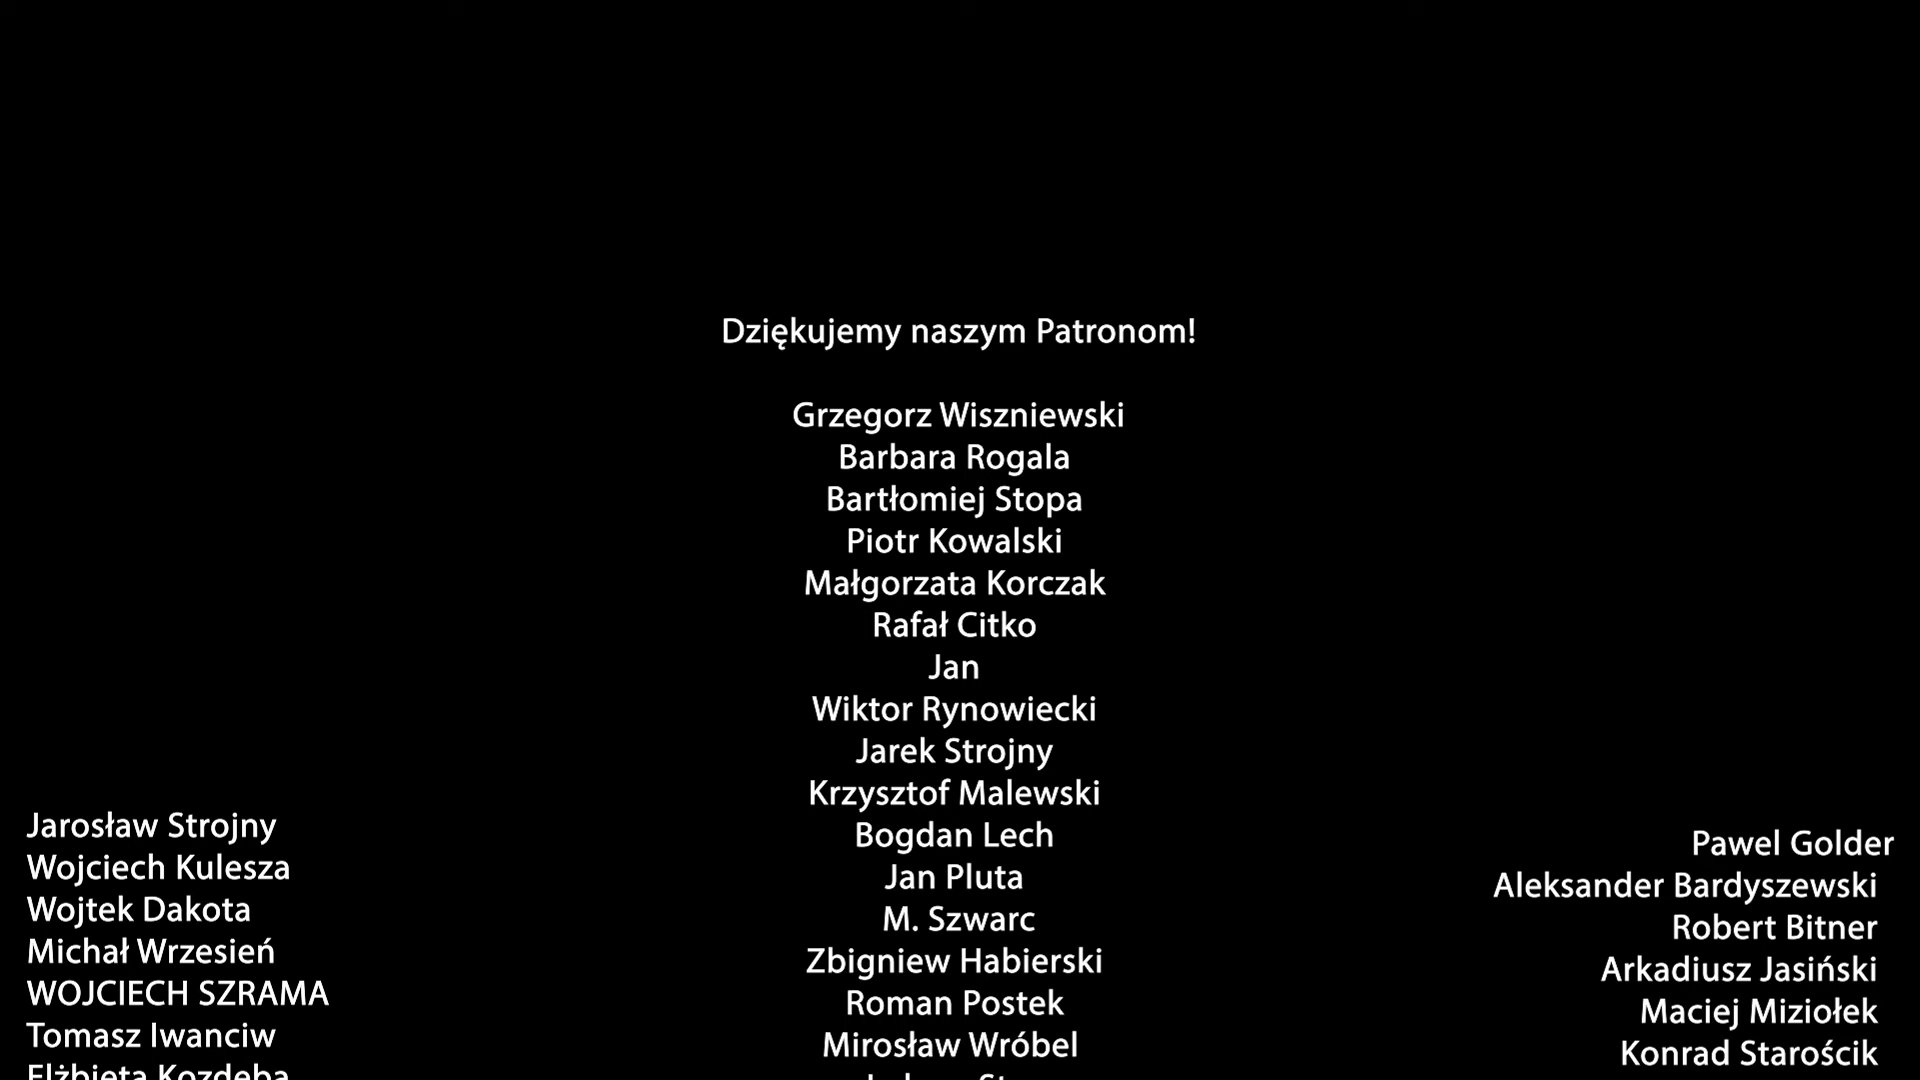 Dziękujemy naszym Patronom!
Grzegorz Wiszniewski
Barbara Rogala
Bartłomiej Stopa
Piotr Kowalski
Małgorzata Korczak
Rafał Citko
Jan
Wiktor Rynowiecki
Jarek Strojny
Krzysztof Malewski
Bogdan Lech
Jan Pluta
M. Szwarc
Zbigniew Habierski
Roman Postek
Mirosław Wróbel
Jarosław Strojny
Wojciech Kulesza
Wojtek Dakota
Michał Wrzesień
WOJCIECH SZRAMA
Tomasz Iwanciw
Elżbieta Kozdęba
Pawel Golder
Aleksander Bardyszewski
Robert Bitner
Arkadiusz Jasiński
Maciej Miziołek
Konrad Starościk